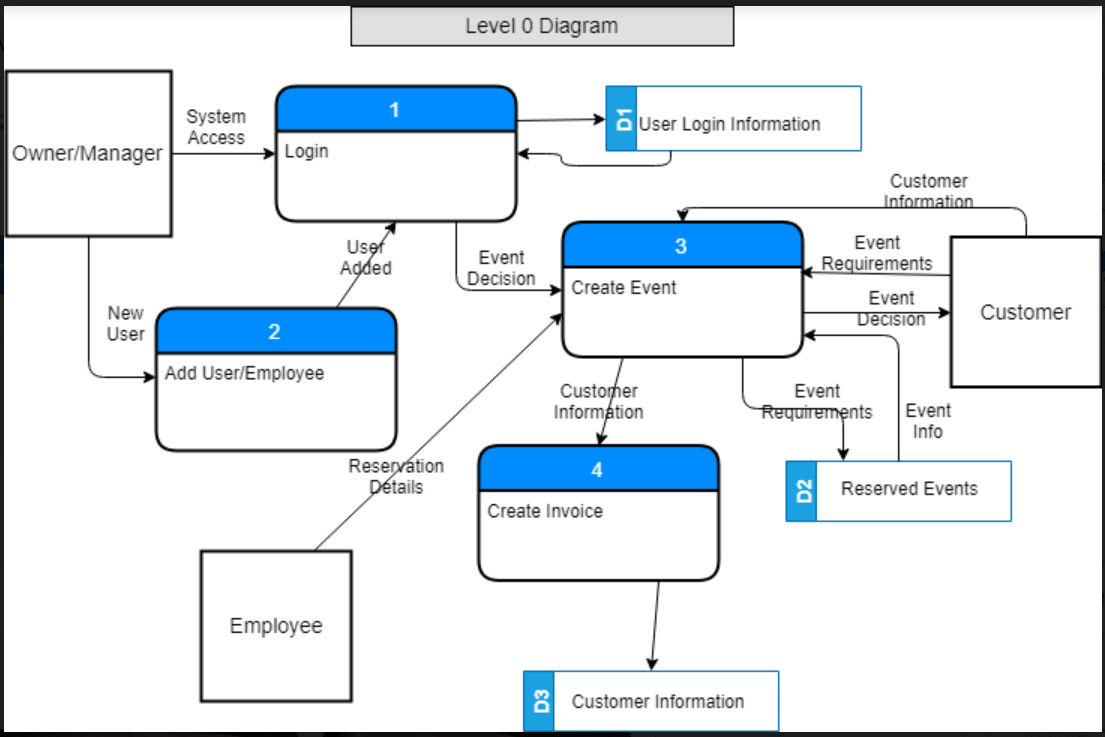 Level 0 Diagram
Owner/Manager
System
Access
1
Login
D1
User Login Information
Customer
Information
User
Added
Event
Decision
3
Create Event
Event
Requirements
Event
Decision
Customer
New
User
2
Add User/Employee
Customer
Information
Event
Requirements
Event
Info
Reservation
Details
4
Create Invoice
D2
Reserved Events
Employee
D3
Customer Information